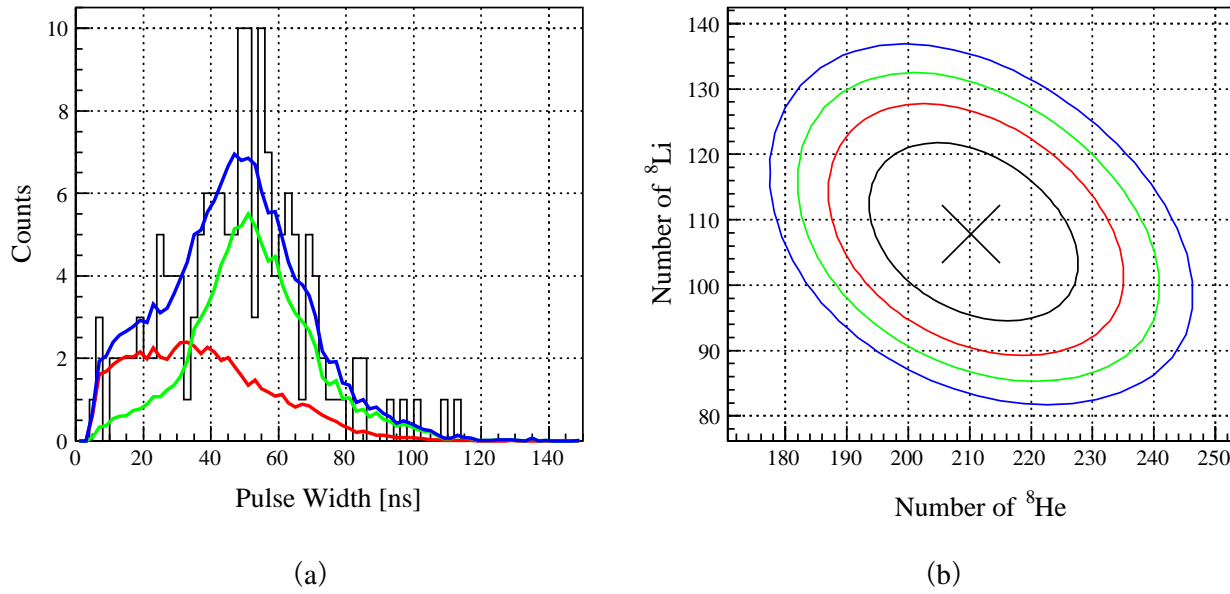 10
8
6
4
2
0
Counts
0 20 40 60 80 100 120 140
Pulse Width [ns]
(a)
140
130
120
110
100
90
80
Number of ⁸Li
180 190 200 210 220 230 240 250
Number of ⁸He
(b)